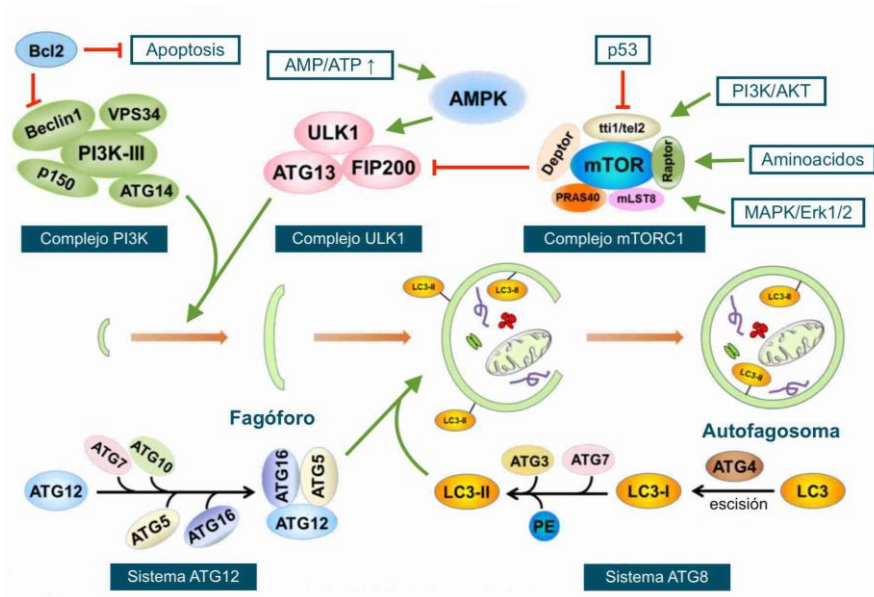 Bcl2
Apoptosis
AMP/ATP ↑
AMPK
p53
PI3K/AKT
Beclin1
VPS34
PI3K-III
p150
ATG14
ULK1
ATG13
FIP200
tti1/tel2
Deptor
mTOR
Raptor
PRAS40
mLST8
Aminoacidos
MAPK/Erk1/2
Complejo PI3K
Complejo ULK1
Complejo mTORC1
LC3-II
LC3-II
LC3-II
LC3-II
LC3-II
Fagóforo
Autofagosoma
ATG12
ATG7
ATG10
ATG5
ATG16
ATG16
ATG5
ATG12
LC3-II
ATG3
ATG7
PE
LC3-I
ATG4
escisión
LC3
Sistema ATG12
Sistema ATG8